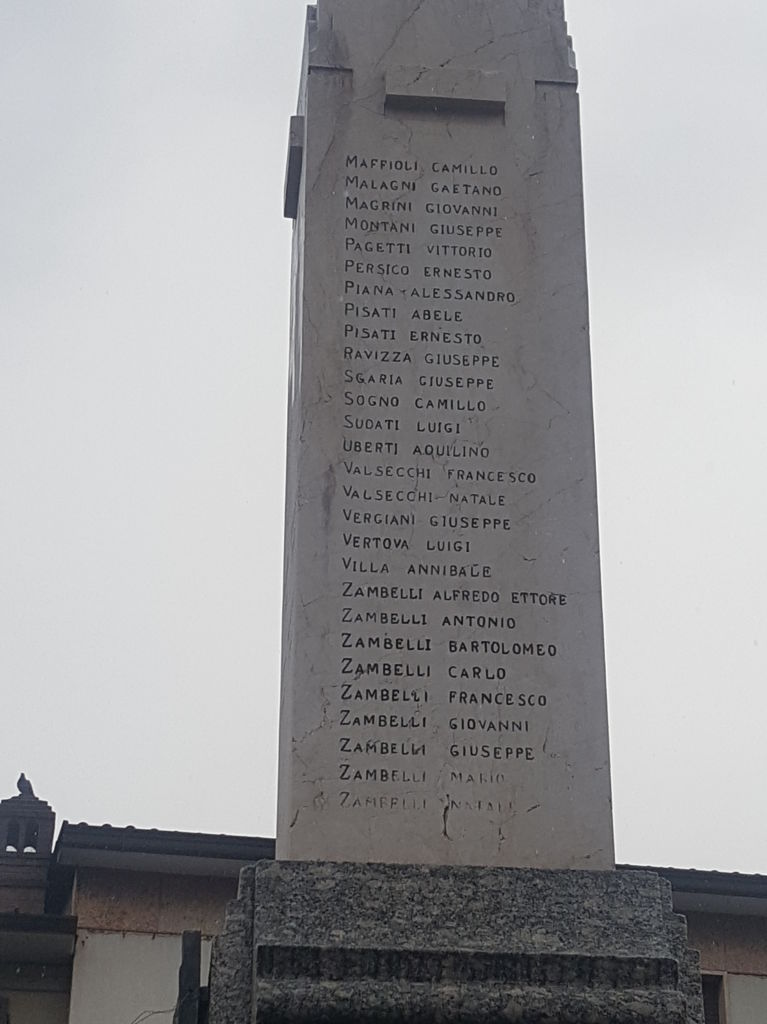 MAFFIOLI CAMILLO
MALAGNI GAETANO
MAGRINI GIOVANNI
MONTANI GIUSEPPE
PAGETTI VITTORIO
PERSICO ERNESTO
PIANA ALESSANDRO
PISATI ABELE
PISATI ERNESTO
RAVIZZA GIUSEPPE
SGARIA GIUSEPPE
SOGNO CAMILLO
SUDATI LUIGI
UBERTI AQUILINO
VALSECCHI FRANCESCO
VALSECCHI NATALE
VERGIANI GIUSEPPE
VERTOVA LUIGI
VILLA ANNIBALE
ZAMBELLI ALFREDO ETTORE
ZAMBELLI ANTONIO
ZAMBELLI BARTOLOMEO
ZAMBELLI CARLO
ZAMBELLI FRANCESCO
ZAMBELLI GIOVANNI
ZAMBELLI GIUSEPPE
ZAMBELLI MARIO
ZAMBELLI NATALE